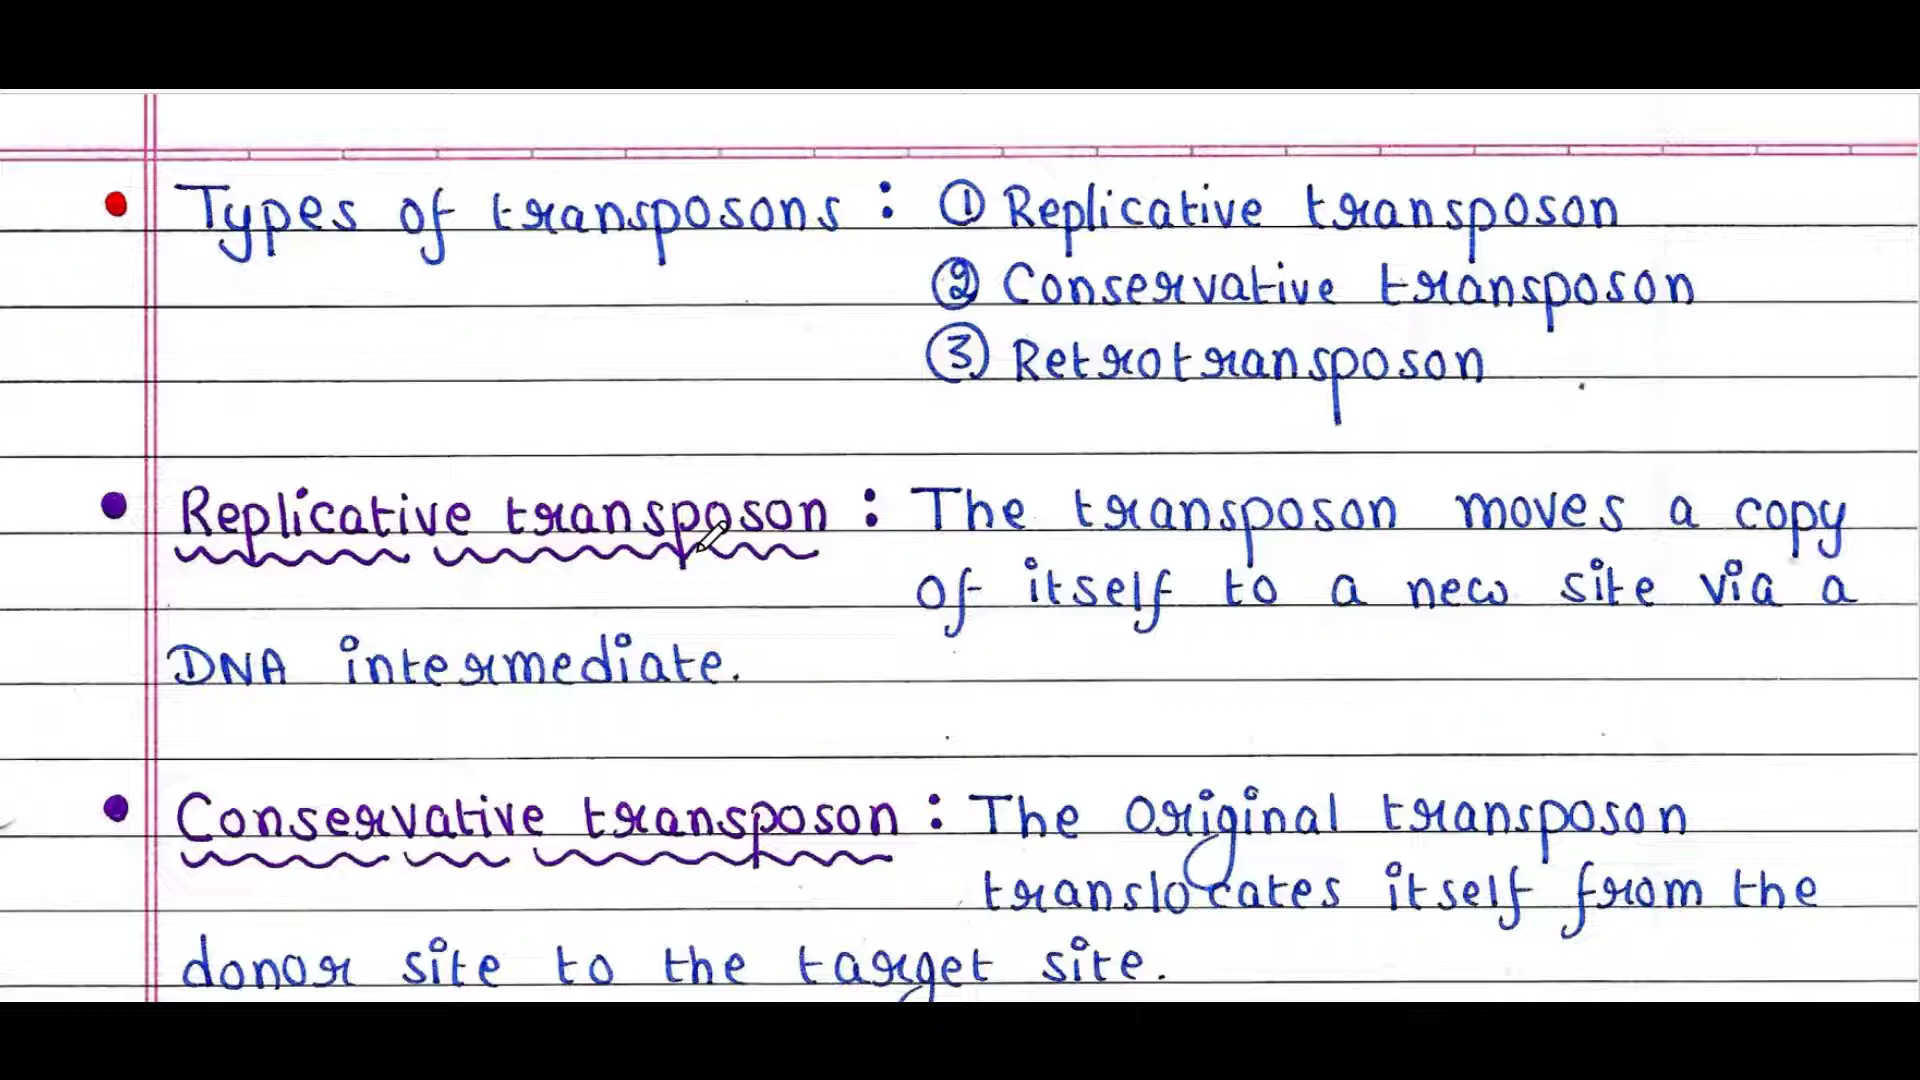 • Types of transposons : ① Replicative transposon
② Conservative transposon
③ Retrotransposon
• Replicative transposon : The transposon moves a copy
of itself to a new site via a
DNA intermediate.
• Conservative transposon : The original transposon
translocates itself from the
donor site to the target site.